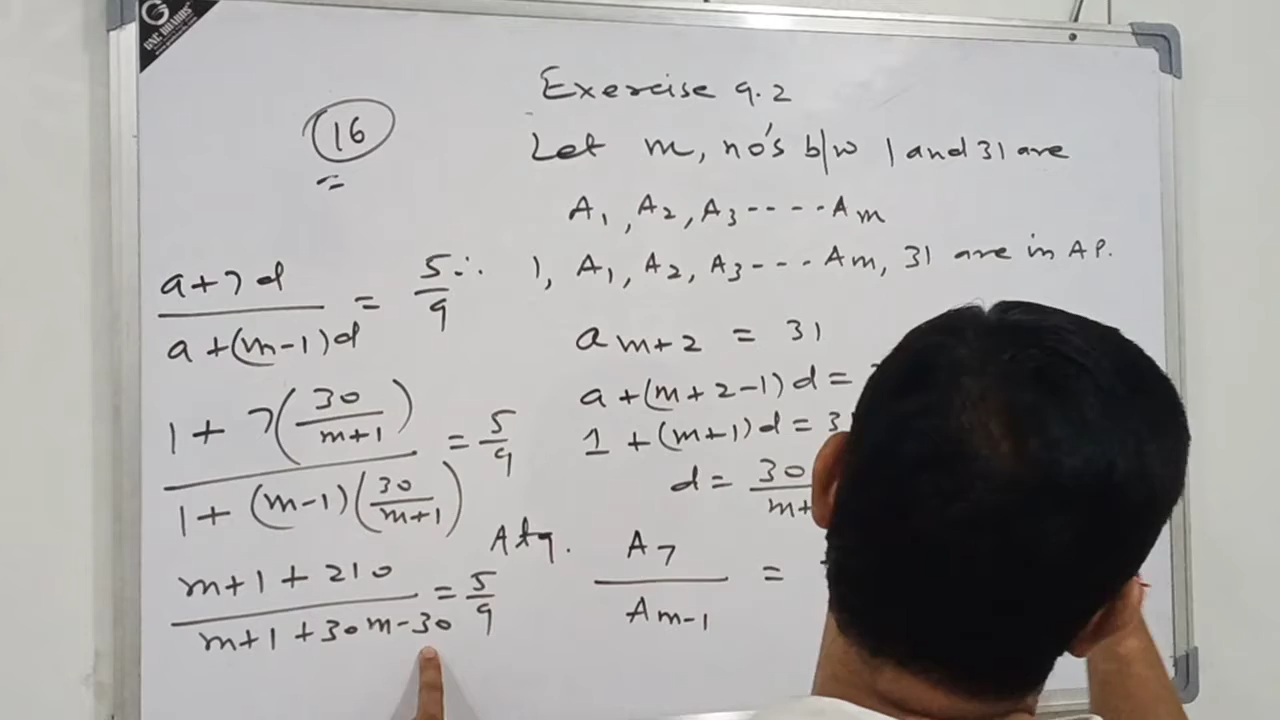 Exercise 9.2
16
Let m, no's b/w 1 and 31 are
A₁, A₂, A₃ ---- Aₘ
∴ 1, A₁, A₂, A₃ --- Aₘ, 31 are in AP.
aₘ₊₂ = 31
a+(m+2-1)d =
1 +(m+1)d = 3
d = 30/m+
Atq. A₇/Aₘ₋₁ =
a+7d/a+(m-1)d = 5/9
1+7(30/m+1)/1+(m-1)(30/m+1) = 5/9
m+1+210/m+1+30m-30 = 5/9